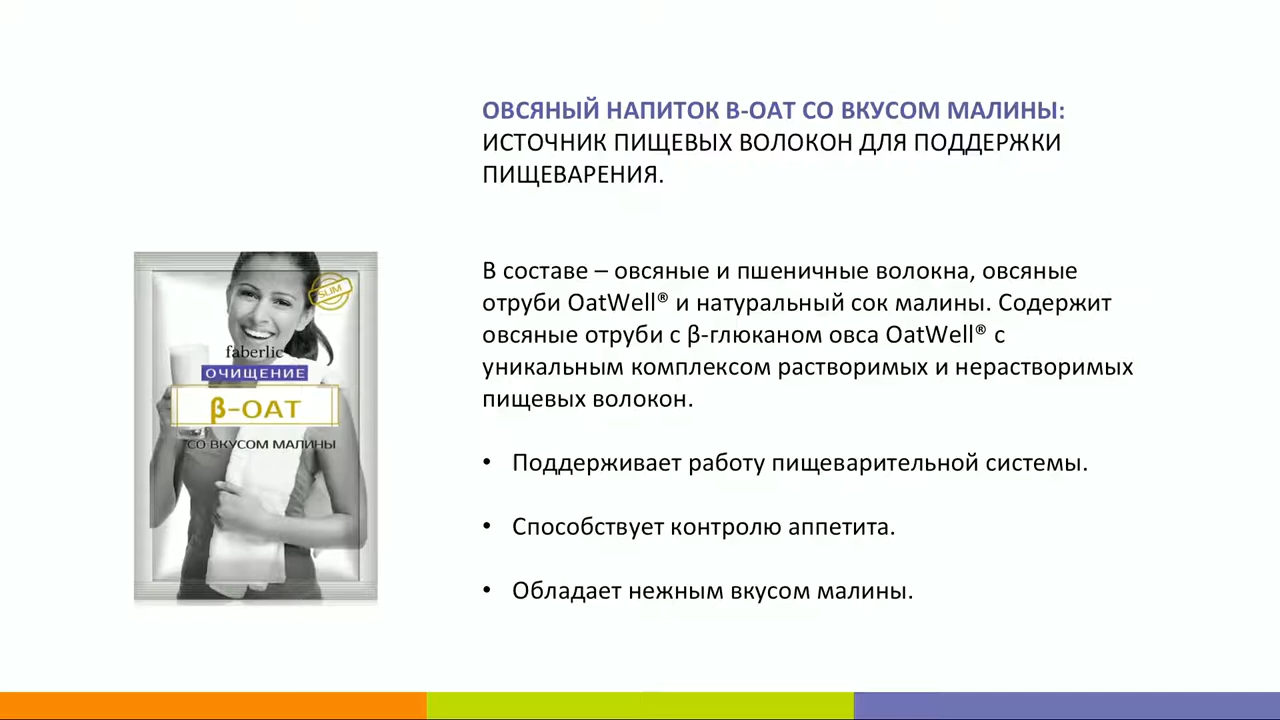 ОВСЯНЫЙ НАПИТОК B-OAT СО ВКУСОМ МАЛИНЫ:
ИСТОЧНИК ПИЩЕВЫХ ВОЛОКОН ДЛЯ ПОДДЕРЖКИ
ПИЩЕВАРЕНИЯ.
В составе – овсяные и пшеничные волокна, овсяные
отруби OatWell® и натуральный сок малины. Содержит
овсяные отруби с β-глюканом овса OatWell® с
уникальным комплексом растворимых и нерастворимых
пищевых волокон.
• Поддерживает работу пищеварительной системы.
• Способствует контролю аппетита.
• Обладает нежным вкусом малины.
SLIM
faberlic
ОЧИЩЕНИЕ
β-OAT
СО ВКУСОМ МАЛИНЫ